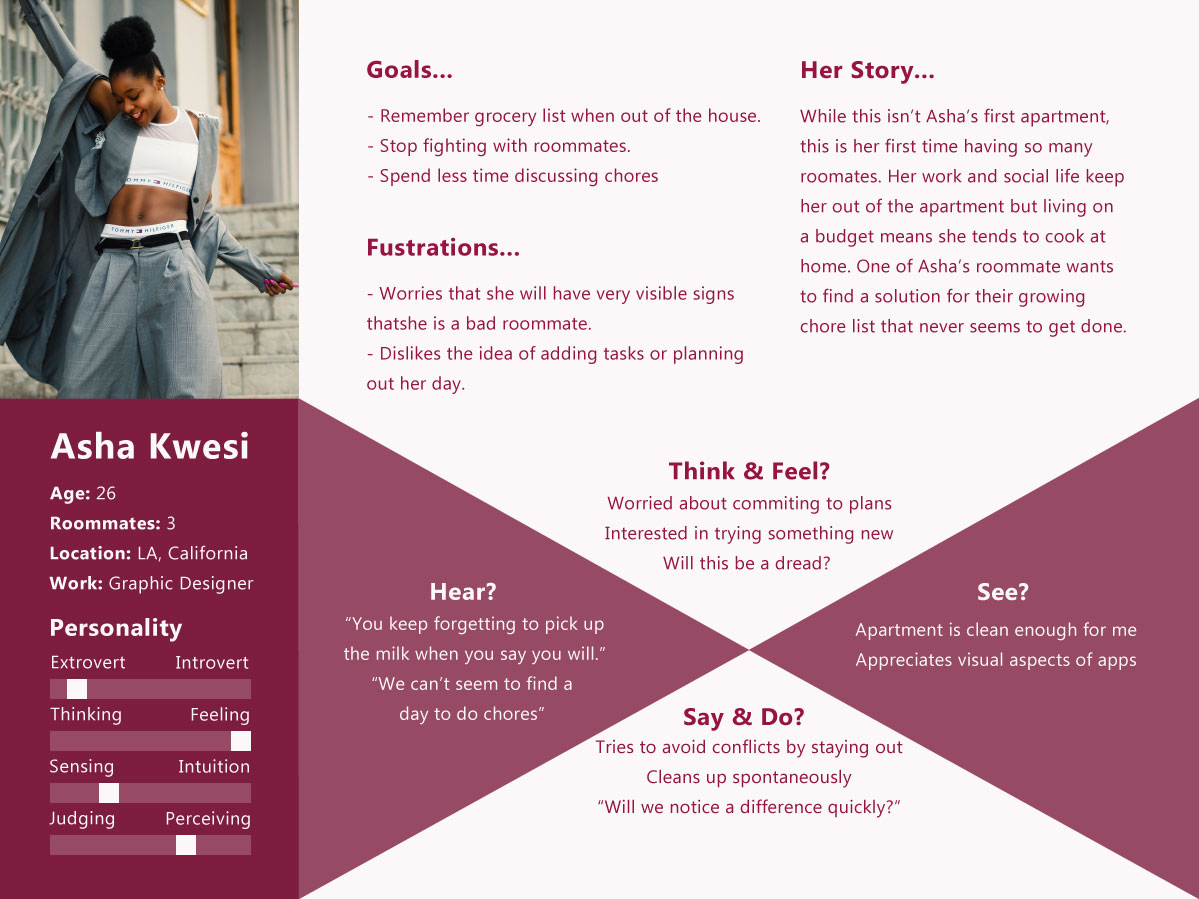 TOMMY HILFIGER
TOMMY HILFIGER
Goals...
- Remember grocery list when out of the house.
- Stop fighting with roommates.
- Spend less time discussing chores
Fustrations...
- Worries that she will have very visible signs
thatshe is a bad roommate.
- Dislikes the idea of adding tasks or planning
out her day.
Her Story...
While this isn’t Asha’s first apartment,
this is her first time having so many
roomates. Her work and social life keep
her out of the apartment but living on
a budget means she tends to cook at
home. One of Asha’s roommate wants
to find a solution for their growing
chore list that never seems to get done.
Asha Kwesi
Age: 26
Roommates: 3
Location: LA, California
Work: Graphic Designer
Personality
Extrovert Introvert
Thinking Feeling
Sensing Intuition
Judging Perceiving
Think & Feel?
Worried about commiting to plans
Interested in trying something new
Will this be a dread?
Hear?
“You keep forgetting to pick up
the milk when you say you will.”
“We can’t seem to find a
day to do chores”
See?
Apartment is clean enough for me
Appreciates visual aspects of apps
Say & Do?
Tries to avoid conflicts by staying out
Cleans up spontaneously
“Will we notice a difference quickly?”